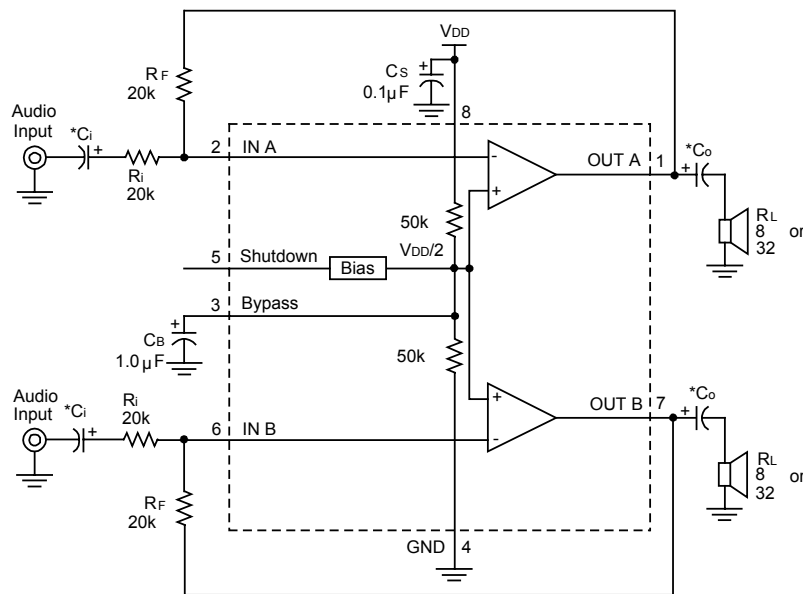 VDD
CS
0.1µF
8
RF
20k
Audio
Input
*Ci
+
Ri
20k
2
IN A
-
+
OUT A
1
+
*Co
RL
8 or
32
50k
VDD/2
5
Shutdown
Bias
3
Bypass
+
CB
1.0µF
50k
Audio
Input
*Ci
+
Ri
20k
6
IN B
+
-
OUT B
7
+
*Co
RL
8 or
32
RF
20k
GND
4
+